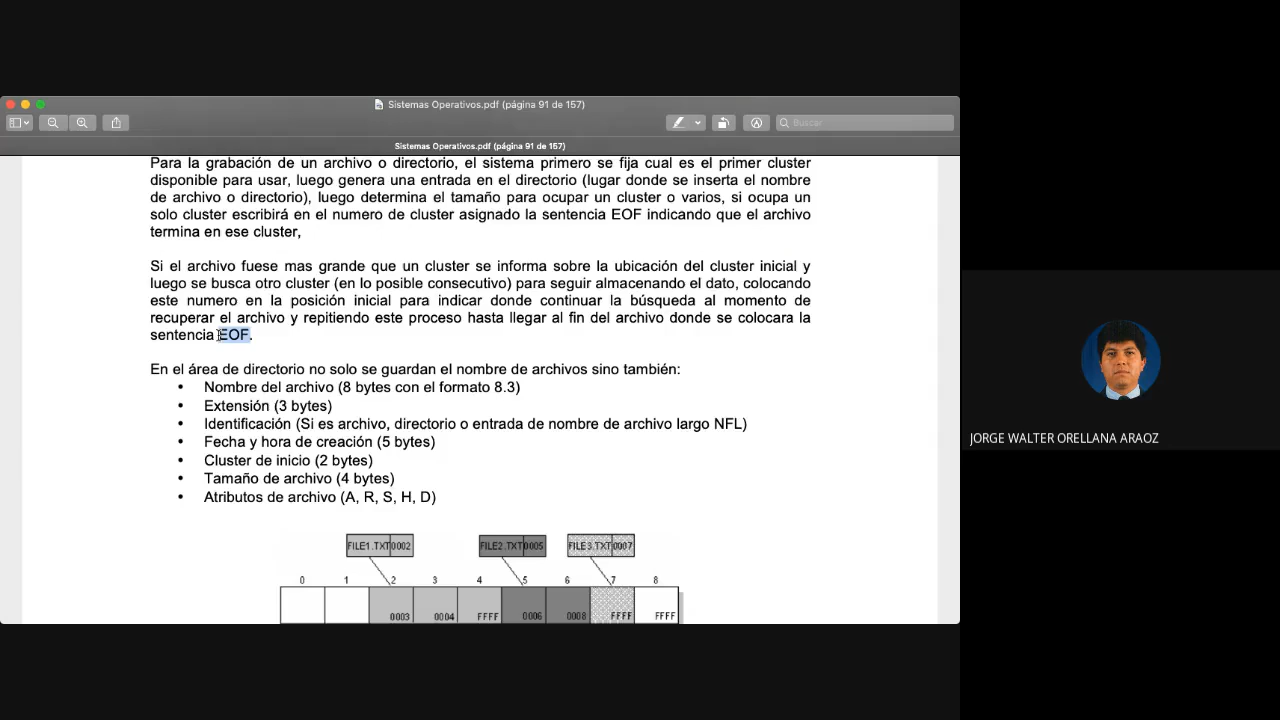 Sistemas Operativos.pdf (página 91 de 157)
Buscar
Sistemas Operativos.pdf (página 91 de 157)
Para la grabación de un archivo o directorio, el sistema primero se fija cual es el primer cluster
disponible para usar, luego genera una entrada en el directorio (lugar donde se inserta el nombre
de archivo o directorio), luego determina el tamaño para ocupar un cluster o varios, si ocupa un
solo cluster escribirá en el numero de cluster asignado la sentencia EOF indicando que el archivo
termina en ese cluster,
Si el archivo fuese mas grande que un cluster se informa sobre la ubicación del cluster inicial y
luego se busca otro cluster (en lo posible consecutivo) para seguir almacenando el dato, colocando
este numero en la posición inicial para indicar donde continuar la búsqueda al momento de
recuperar el archivo y repitiendo este proceso hasta llegar al fin del archivo donde se colocara la
sentencia EOF.
En el área de directorio no solo se guardan el nombre de archivos sino también:
• Nombre del archivo (8 bytes con el formato 8.3)
• Extensión (3 bytes)
• Identificación (Si es archivo, directorio o entrada de nombre de archivo largo NFL)
• Fecha y hora de creación (5 bytes)
• Cluster de inicio (2 bytes)
• Tamaño de archivo (4 bytes)
• Atributos de archivo (A, R, S, H, D)
FILE1.TXT 0002 FILE2.TXT 0005 FILE3.TXT 0007
0 1 2 3 4 5 6 7 8
0003 0004 FFFF 0006 0008 FFFF FFFF
JORGE WALTER ORELLANA ARAOZ